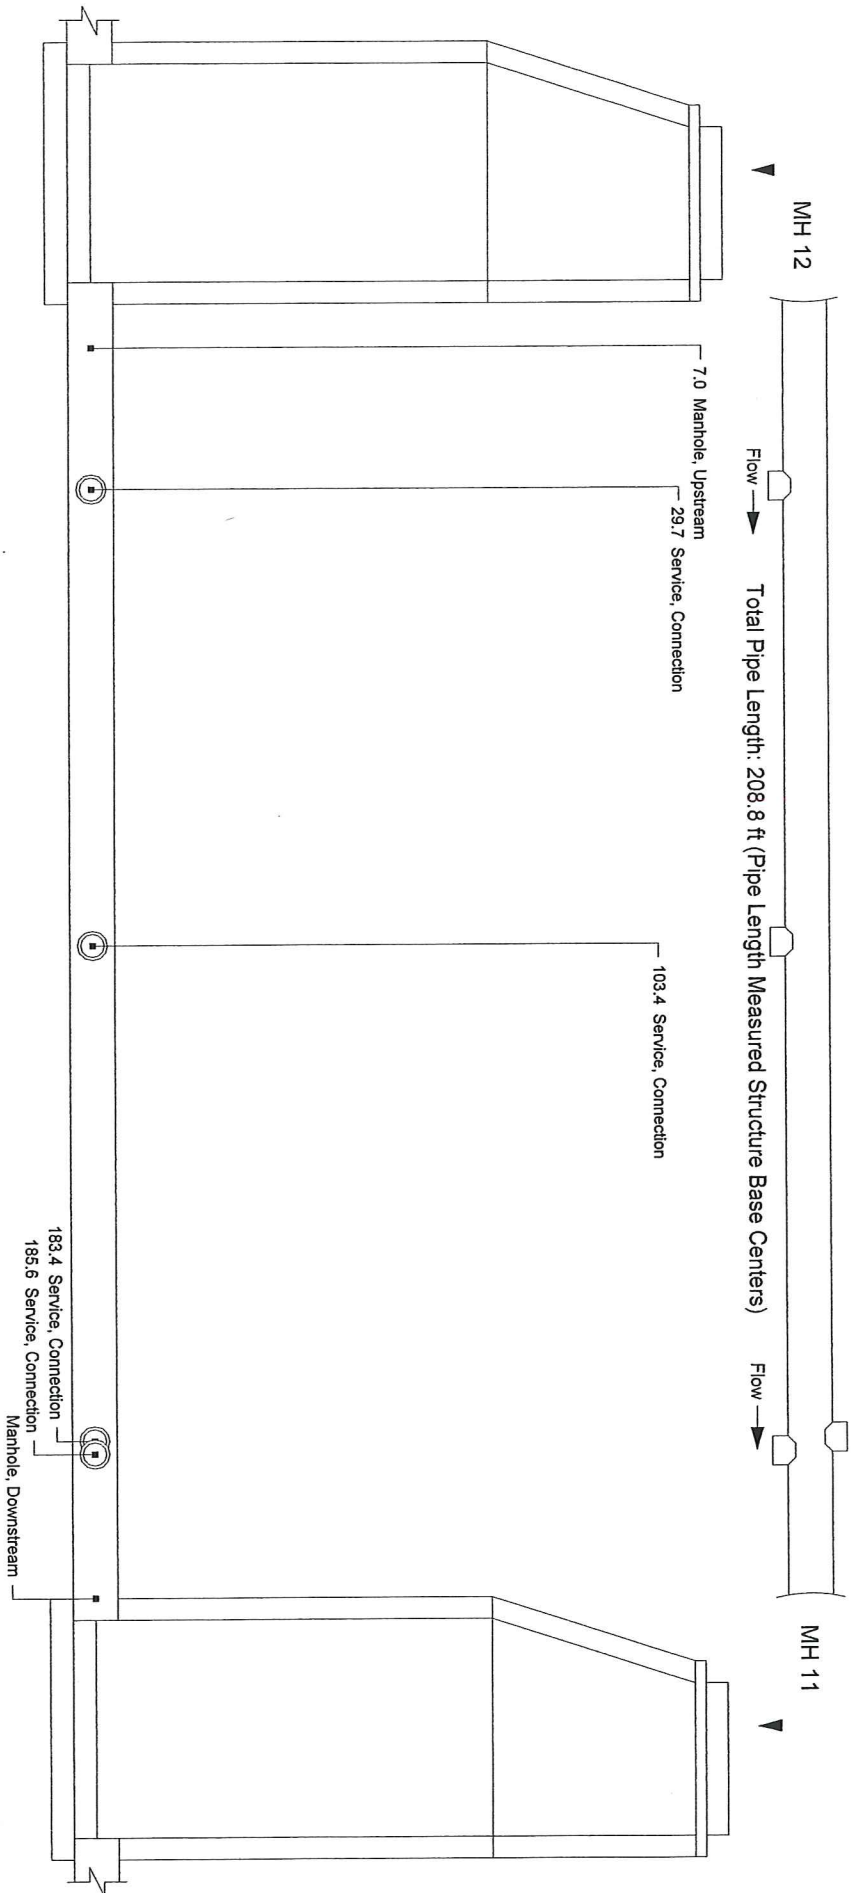 MH 12
MH 11
Flow
Total Pipe Length: 208.8 ft (Pipe Length Measured Structure Base Centers)
Flow
7.0 Manhole, Upstream
29.7 Service, Connection
103.4 Service, Connection
183.4 Service, Connection
185.6 Service, Connection
Manhole, Downstream